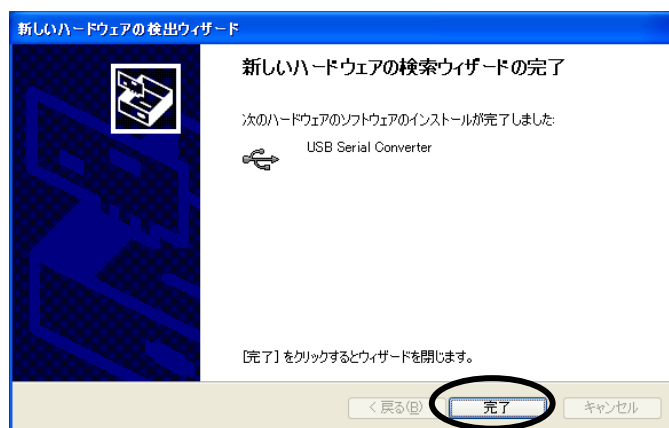 新しいハードウェアの検出ウィザード
新しいハードウェアの検索ウィザードの完了
次のハードウェアのソフトウェアのインストールが完了しました:
USB Serial Converter
[完了] をクリックするとウィザードを閉じます。
< 戻る(B)
完了
キャンセル